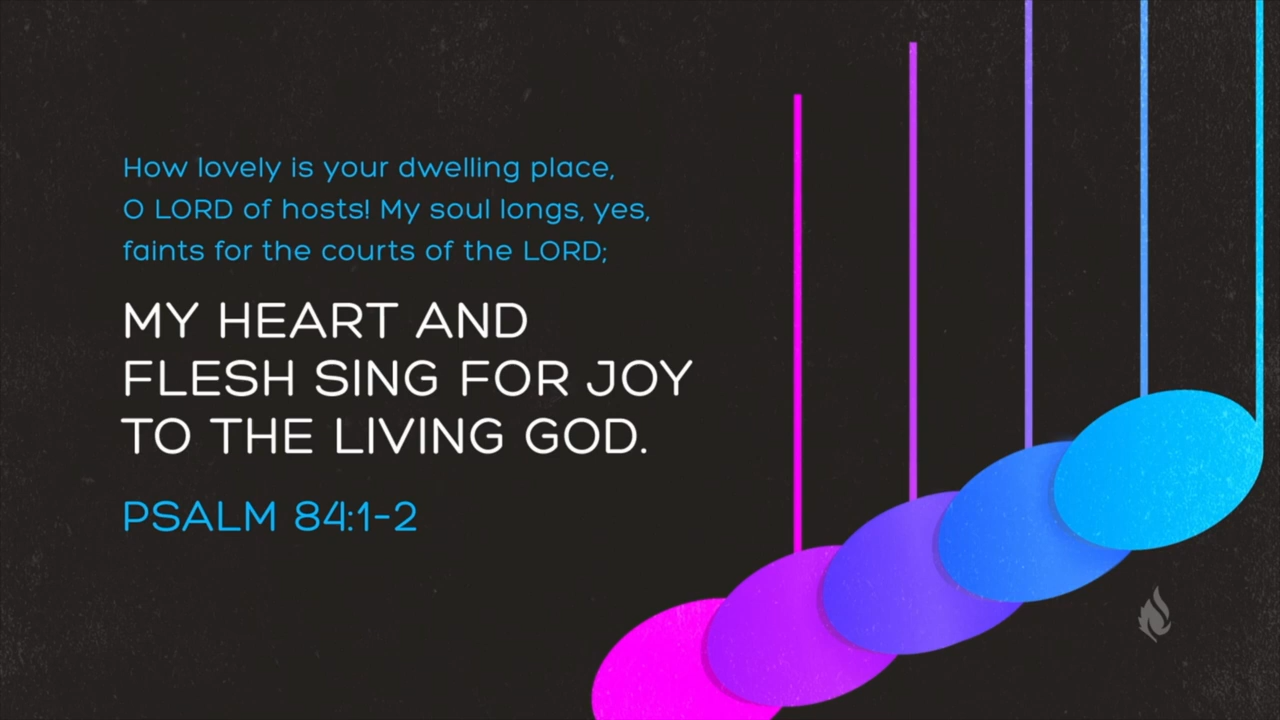 How lovely is your dwelling place,
O LORD of hosts! My soul longs, yes,
faints for the courts of the LORD;
MY HEART AND
FLESH SING FOR JOY
TO THE LIVING GOD.
PSALM 84:1-2